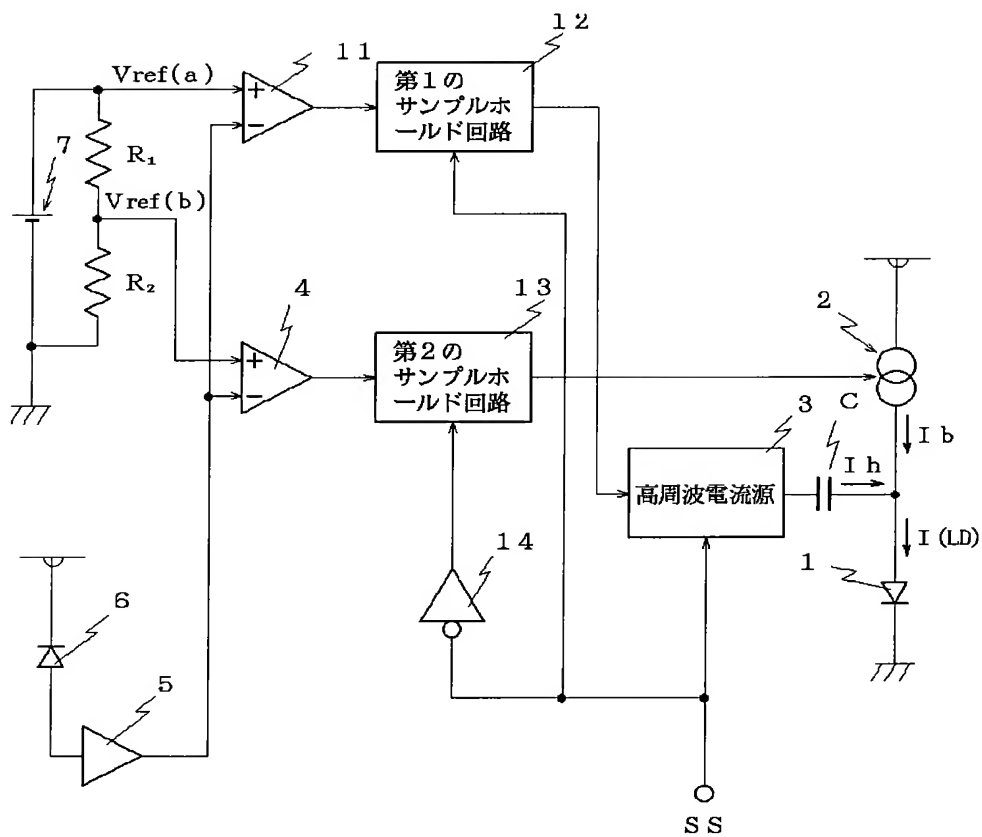 11
12
Vref(a)
+
−
第1の
サンプルホ
ールド回路
7
R₁
Vref(b)
R₂
4
13
+
−
第2の
サンプルホ
ールド回路
2
3
C
Ib
Ih
高周波電流源
I(LD)
14
1
6
5
SS